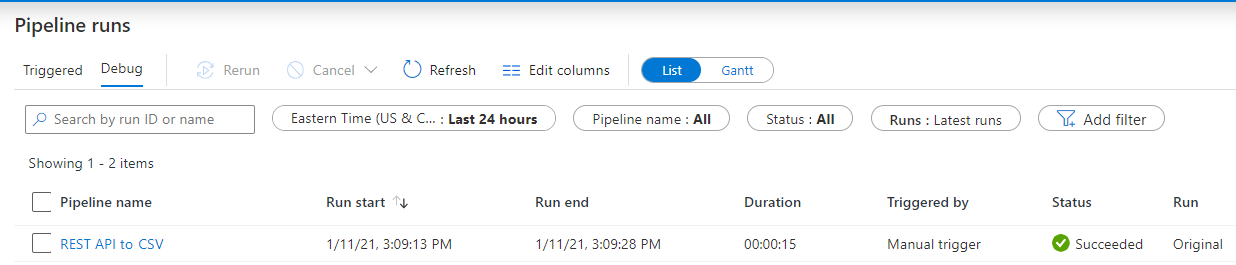 Pipeline runs
Triggered Debug Rerun Cancel Refresh Edit columns List Gantt
Search by run ID or name Eastern Time (US & C... : Last 24 hours Pipeline name : All Status : All Runs : Latest runs Add filter
Showing 1 - 2 items
Pipeline name Run start ↑↓ Run end Duration Triggered by Status Run
REST API to CSV 1/11/21, 3:09:13 PM 1/11/21, 3:09:28 PM 00:00:15 Manual trigger Succeeded Original